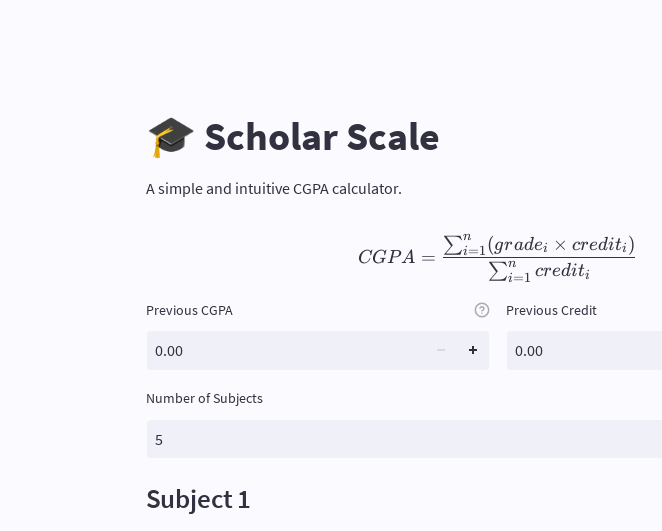 🎓 Scholar Scale
A simple and intuitive CGPA calculator.
CGPA = \frac{\sum_{i=1}^{n}(grade_i \times credit_i)}{\sum_{i=1}^{n} credit_i}
Previous CGPA ? Previous Credit
0.00 − + 0.00
Number of Subjects
5
Subject 1